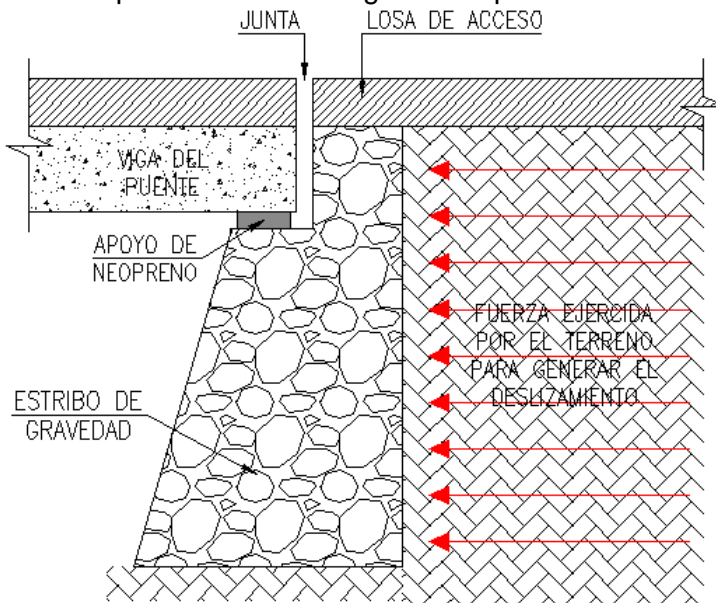 JUNTA
LOSA DE ACCESO
VIGA DEL
PUENTE
APOYO DE
NEOPRENO
FUERZA EJERCIDA
POR EL TERRENO
PARA GENERAR EL
DESLIZAMIENTO
ESTRIBO DE
GRAVEDAD